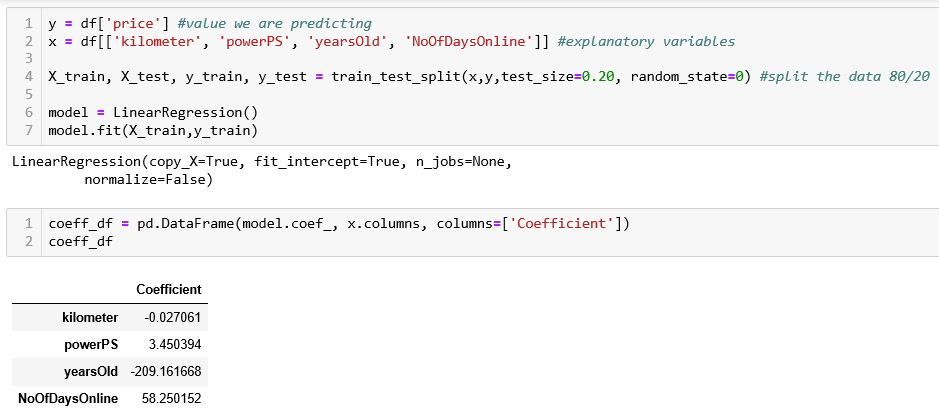 1 y = df['price'] #value we are predicting
2 x = df[['kilometer', 'powerPS', 'yearsOld', 'NoOfDaysOnline']] #explanatory variables
3
4 X_train, X_test, y_train, y_test = train_test_split(x,y,test_size=0.20, random_state=0) #split the data 80/20
5
6 model = LinearRegression()
7 model.fit(X_train,y_train)
LinearRegression(copy_X=True, fit_intercept=True, n_jobs=None,
normalize=False)
1 coeff_df = pd.DataFrame(model.coef_, x.columns, columns=['Coefficient'])
2 coeff_df
Coefficient
kilometer -0.027061
powerPS 3.450394
yearsOld -209.161668
NoOfDaysOnline 58.250152